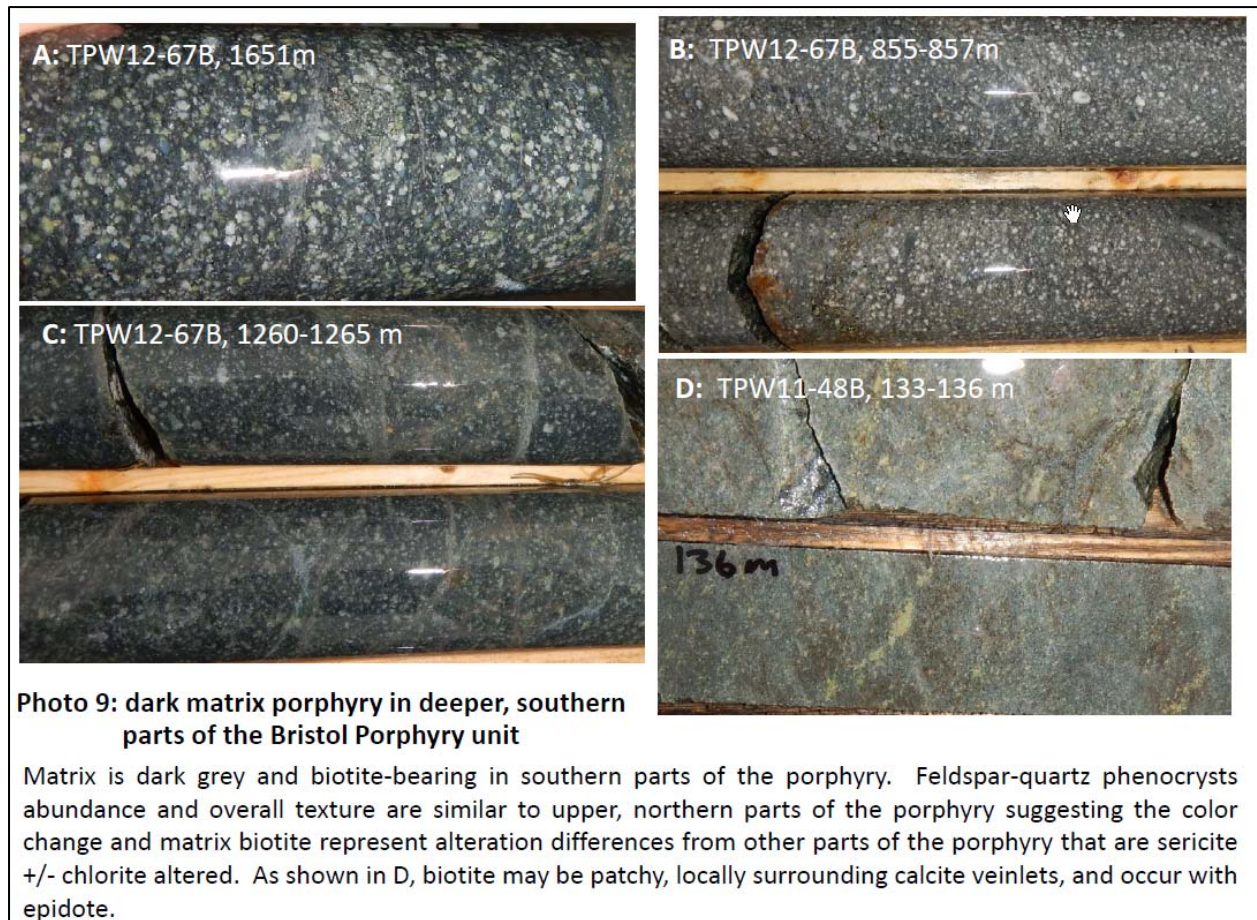 A: TPW12-67B, 1651m
B: TPW12-67B, 855-857m
C: TPW12-67B, 1260-1265 m
D: TPW11-48B, 133-136 m
136m
Photo 9: dark matrix porphyry in deeper, southern
parts of the Bristol Porphyry unit
Matrix is dark grey and biotite-bearing in southern parts of the porphyry. Feldspar-quartz phenocrysts
abundance and overall texture are similar to upper, northern parts of the porphyry suggesting the color
change and matrix biotite represent alteration differences from other parts of the porphyry that are sericite
+/- chlorite altered. As shown in D, biotite may be patchy, locally surrounding calcite veinlets, and occur with
epidote.